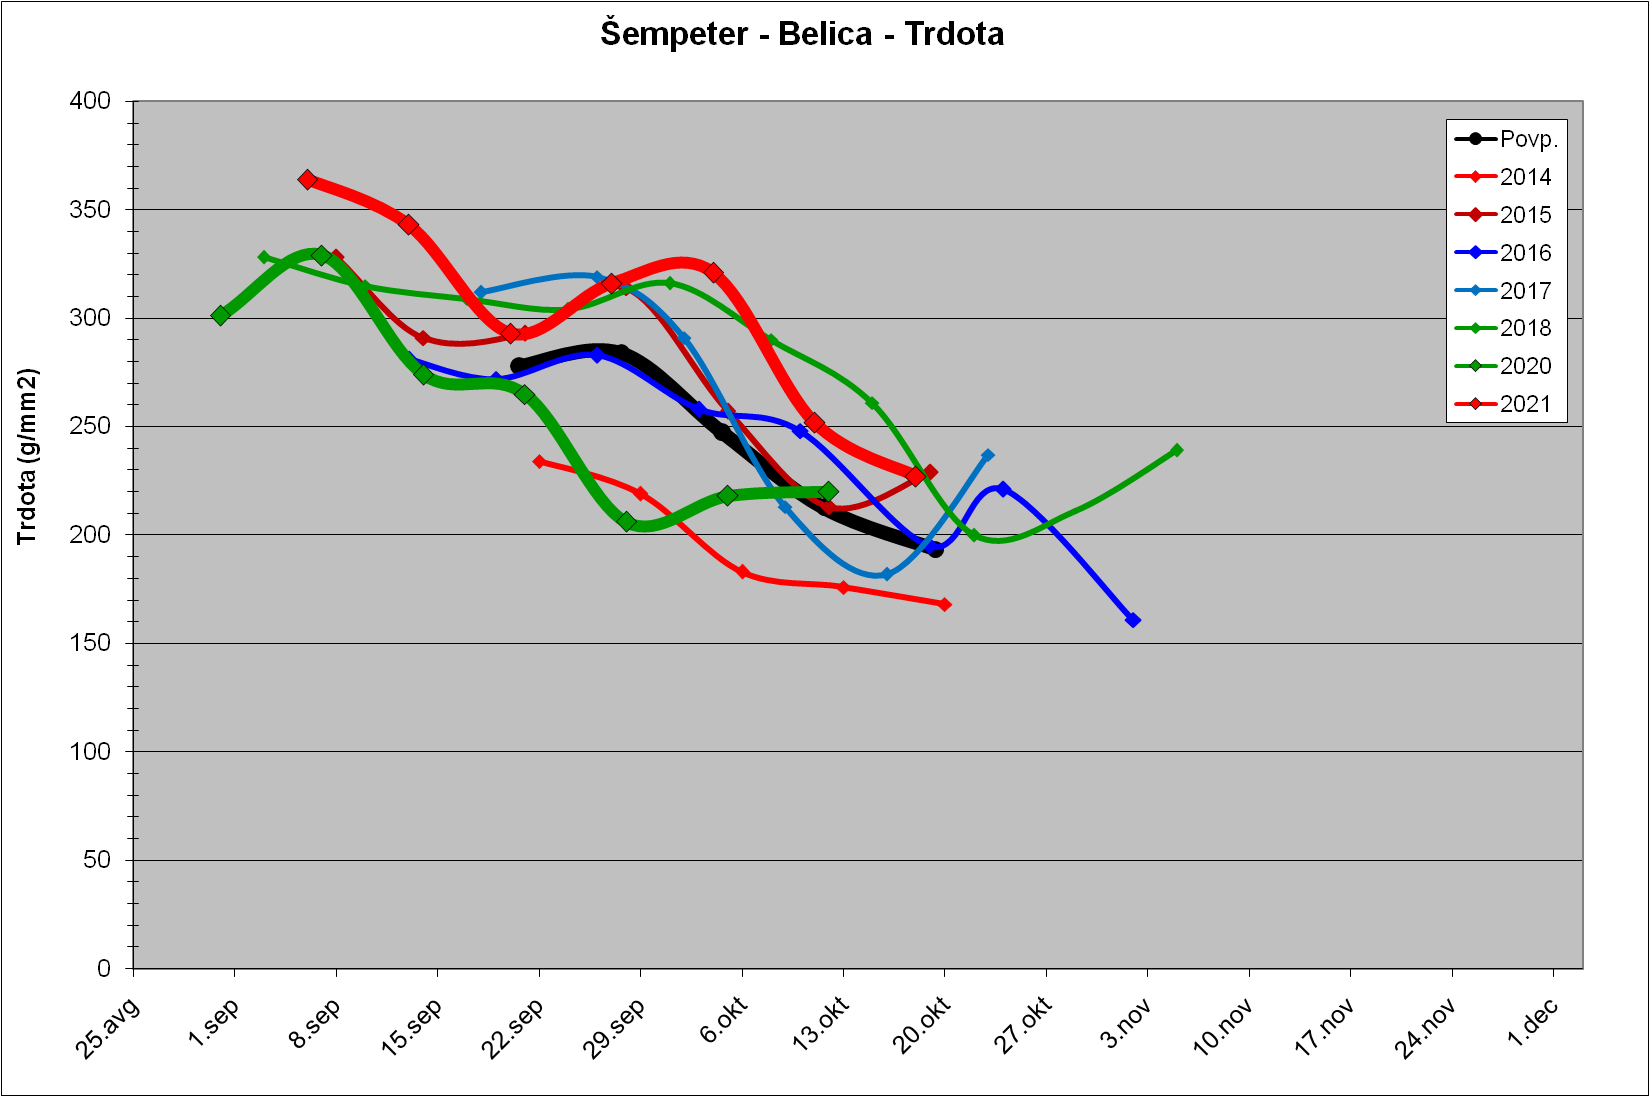 Šempeter - Belica - Trdota
Trdota (g/mm2)
400
350
300
250
200
150
100
50
0
25.avg
1.sep
8.sep
15.sep
22.sep
29.sep
6.okt
13.okt
20.okt
27.okt
3.nov
10.nov
17.nov
24.nov
1.dec
Povp.
2014
2015
2016
2017
2018
2020
2021